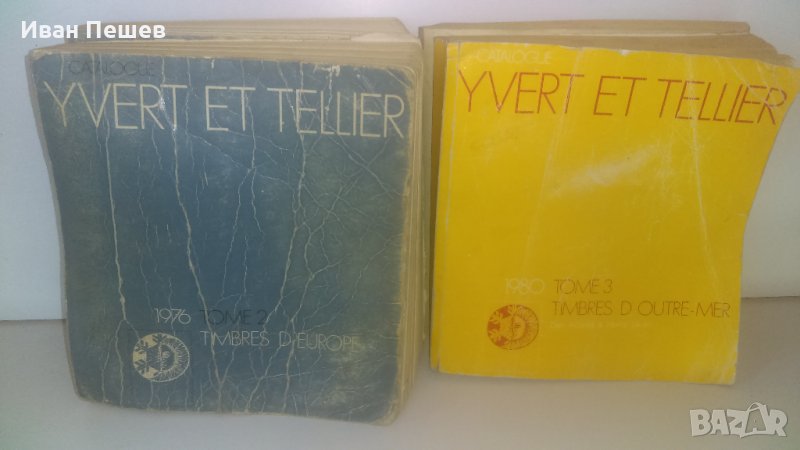 Иван Пешев
CATALOGUE
YVERT ET TELLIER
1976 TOME 2
TIMBRES D'EUROPE
CATALOGUE
YVERT ET TELLIER
1980 TOME 3
TIMBRES D'OUTRE-MER
BAZAR